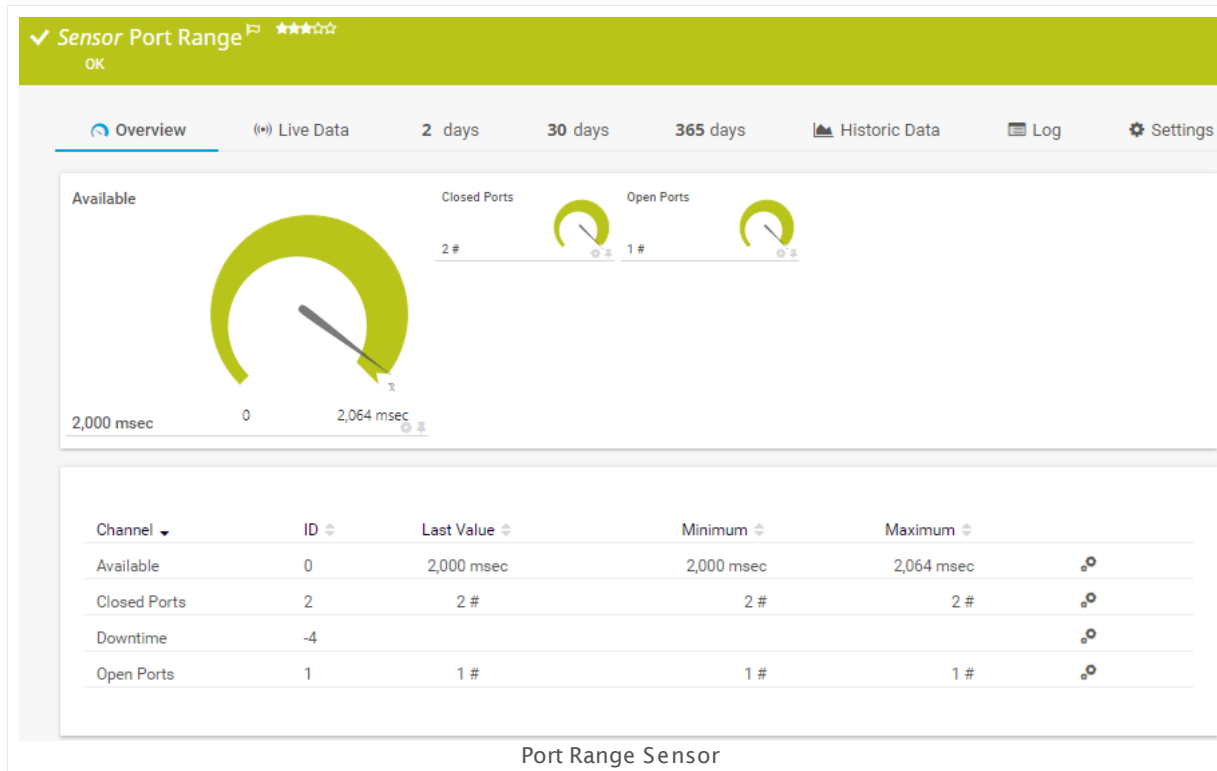 Sensor Port Range
OK
Overview
Live Data
2 days
30 days
365 days
Historic Data
Log
Settings
Available
2,000 msec
0
2,064 msec
x̄
Closed Ports
2 #
Open Ports
1 #
Channel ID Last Value Minimum Maximum
Available 0 2,000 msec 2,000 msec 2,064 msec
Closed Ports 2 2 # 2 # 2 #
Downtime -4
Open Ports 1 1 # 1 # 1 #
Port Range Sensor